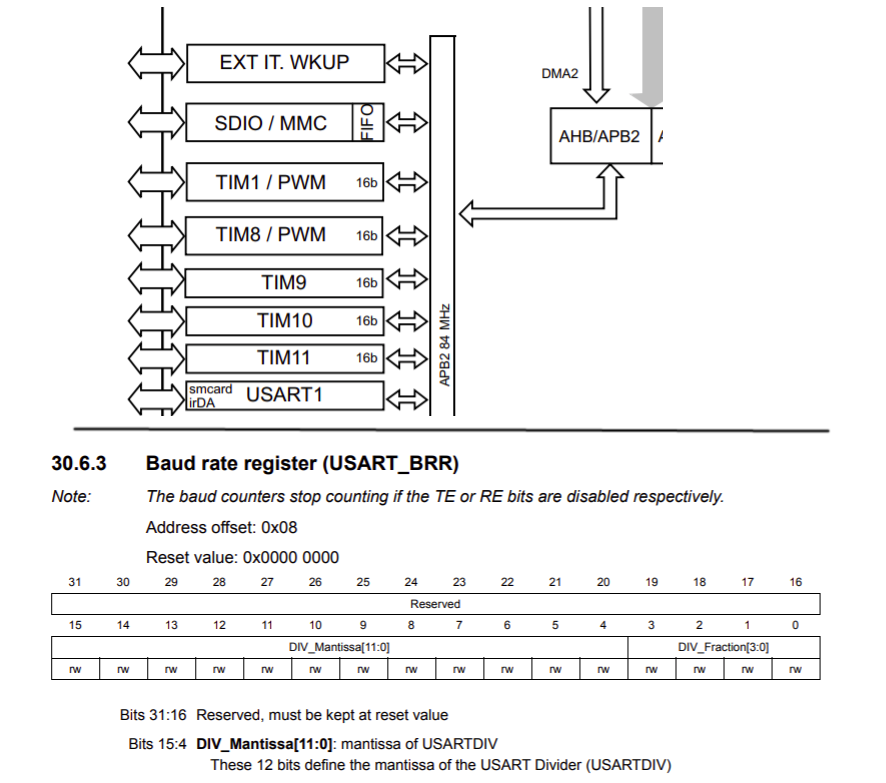 EXT IT. WKUP
DMA2
SDIO / MMC FIFO
AHB/APB2
TIM1 / PWM 16b
TIM8 / PWM 16b
TIM9 16b
TIM10 16b
TIM11 16b
APB2 84 MHz
smcard
irDA USART1
30.6.3 Baud rate register (USART_BRR)
Note: The baud counters stop counting if the TE or RE bits are disabled respectively.
Address offset: 0x08
Reset value: 0x0000 0000
31 30 29 28 27 26 25 24 23 22 21 20 19 18 17 16
Reserved
15 14 13 12 11 10 9 8 7 6 5 4 3 2 1 0
DIV_Mantissa[11:0] DIV_Fraction[3:0]
rw rw rw rw rw rw rw rw rw rw rw rw rw rw rw rw
Bits 31:16 Reserved, must be kept at reset value
Bits 15:4 DIV_Mantissa[11:0]: mantissa of USARTDIV
These 12 bits define the mantissa of the USART Divider (USARTDIV)